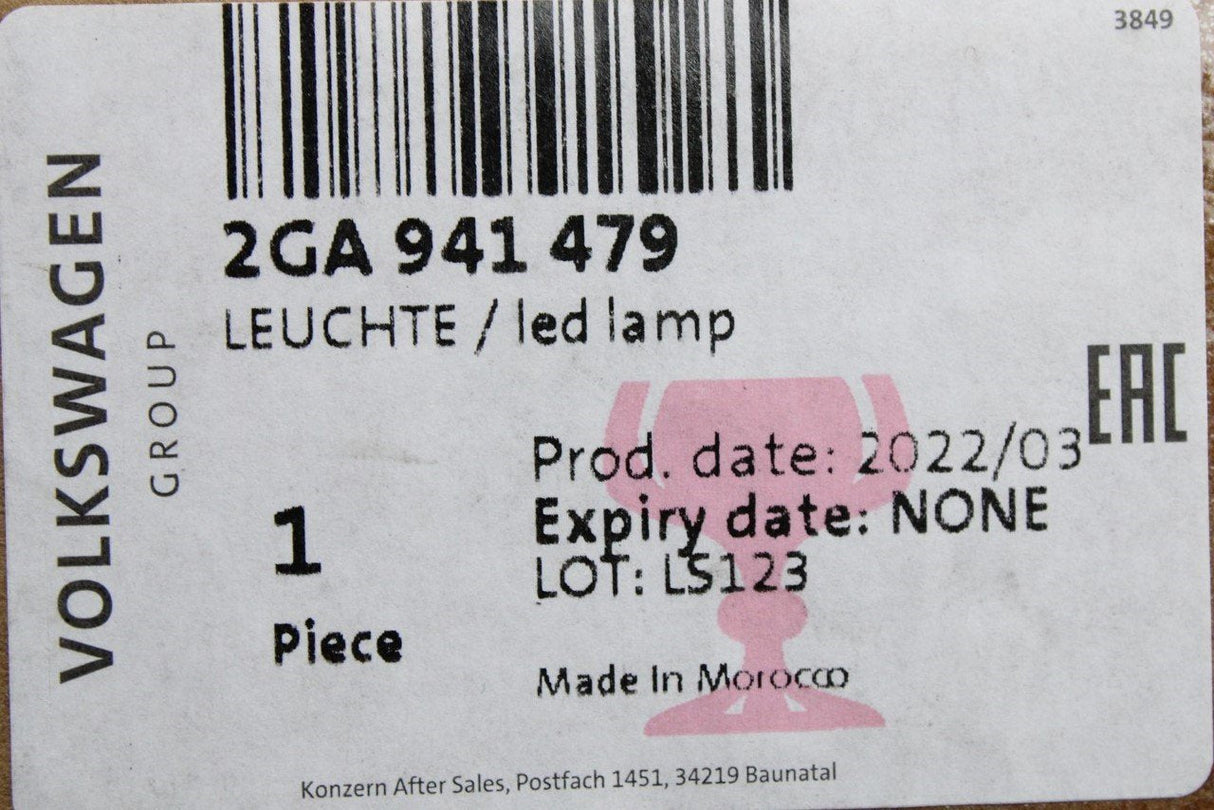 3849
VOLKSWAGEN
GROUP
2GA 941 479
LEUCHTE / led lamp
EAC
Prod. date: 2022/03
Expiry date: NONE
LOT: LS123
1
Piece
Made In Morocco
Konzern After Sales, Postfach 1451, 34219 Baunatal